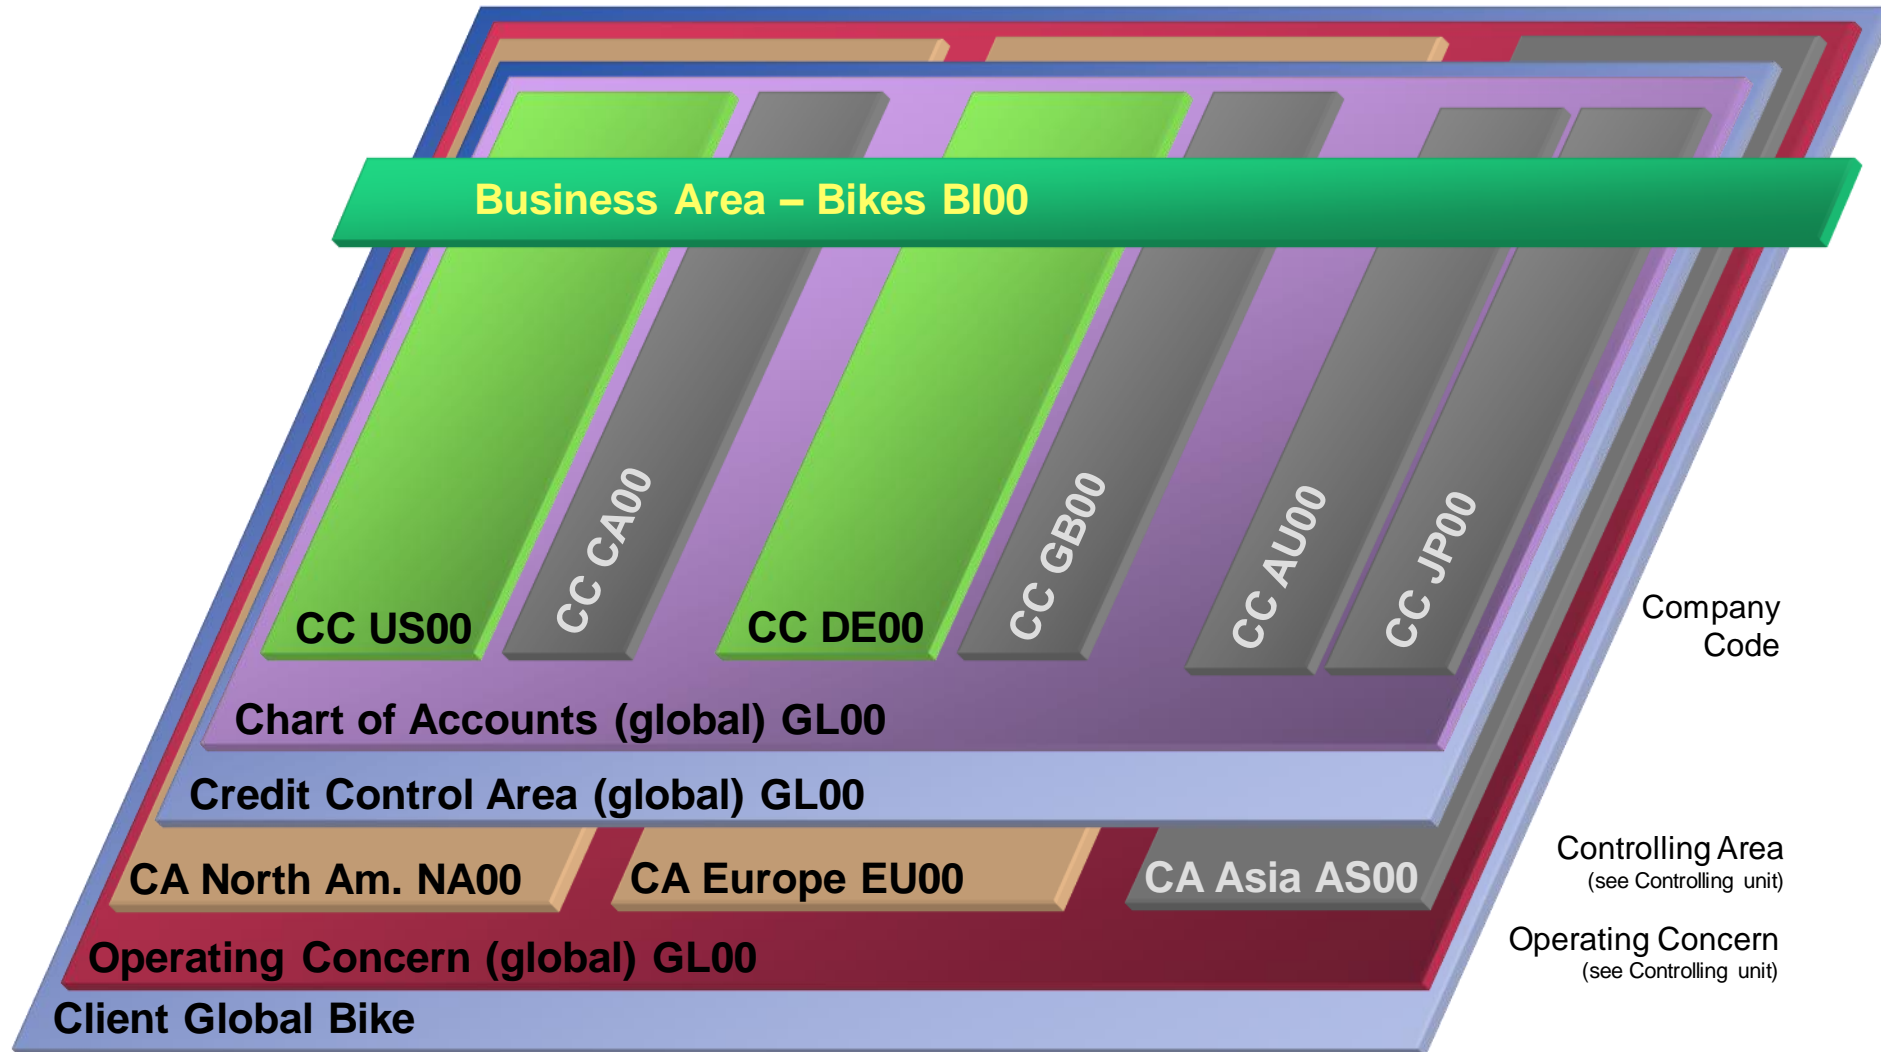 Business Area – Bikes BI00
CC US00
CC CA00
CC DE00
CC GB00
CC AU00
CC JP00
Company
Code
Chart of Accounts (global) GL00
Credit Control Area (global) GL00
CA North Am. NA00
CA Europe EU00
CA Asia AS00
Controlling Area
(see Controlling unit)
Operating Concern (global) GL00
Operating Concern
(see Controlling unit)
Client Global Bike